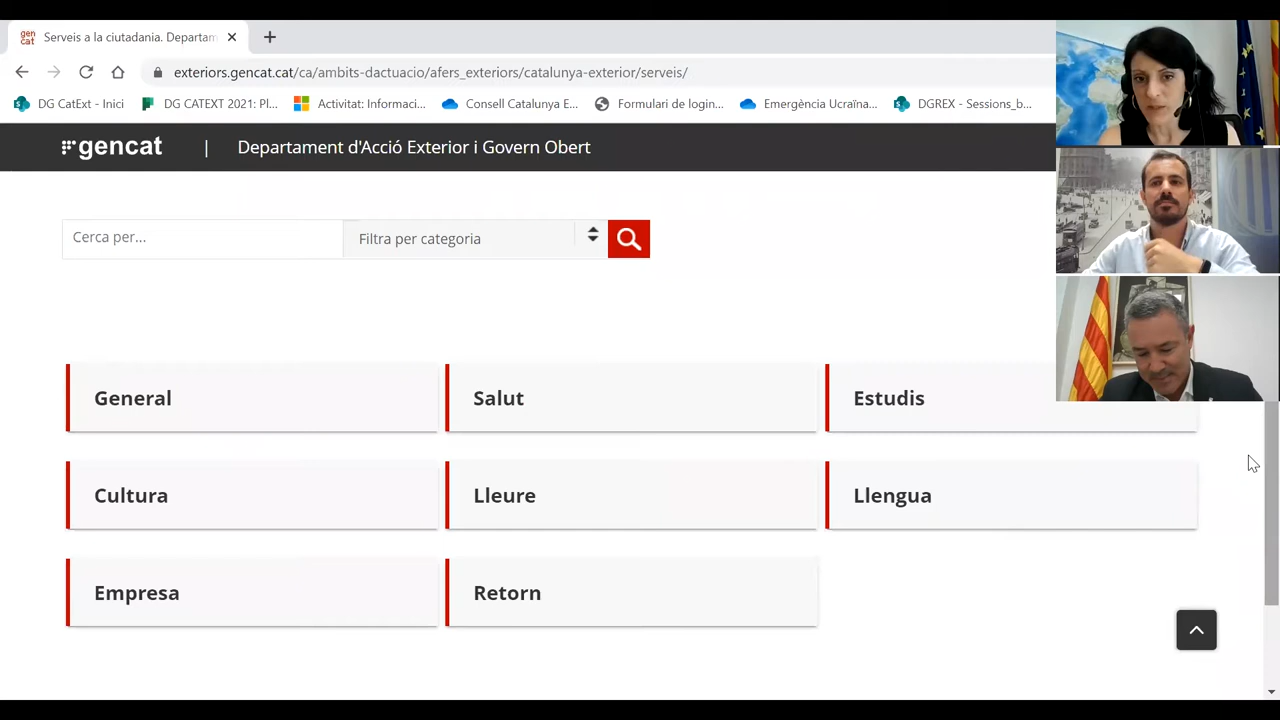 gen
cat
Serveis a la ciutadania. Departam
exteriors.gencat.cat/ca/ambits-dactuacio/afers_exteriors/catalunya-exterior/serveis/
DG CatExt - Inici
DG CATEXT 2021: Pl...
Activitat: Informaci...
Consell Catalunya E...
Formulari de login...
Emergència Ucraïna...
DGREX - Sessions_b...
gencat | Departament d'Acció Exterior i Govern Obert
Cerca per...
Filtra per categoria
General
Salut
Estudis
Cultura
Lleure
Llengua
Empresa
Retorn